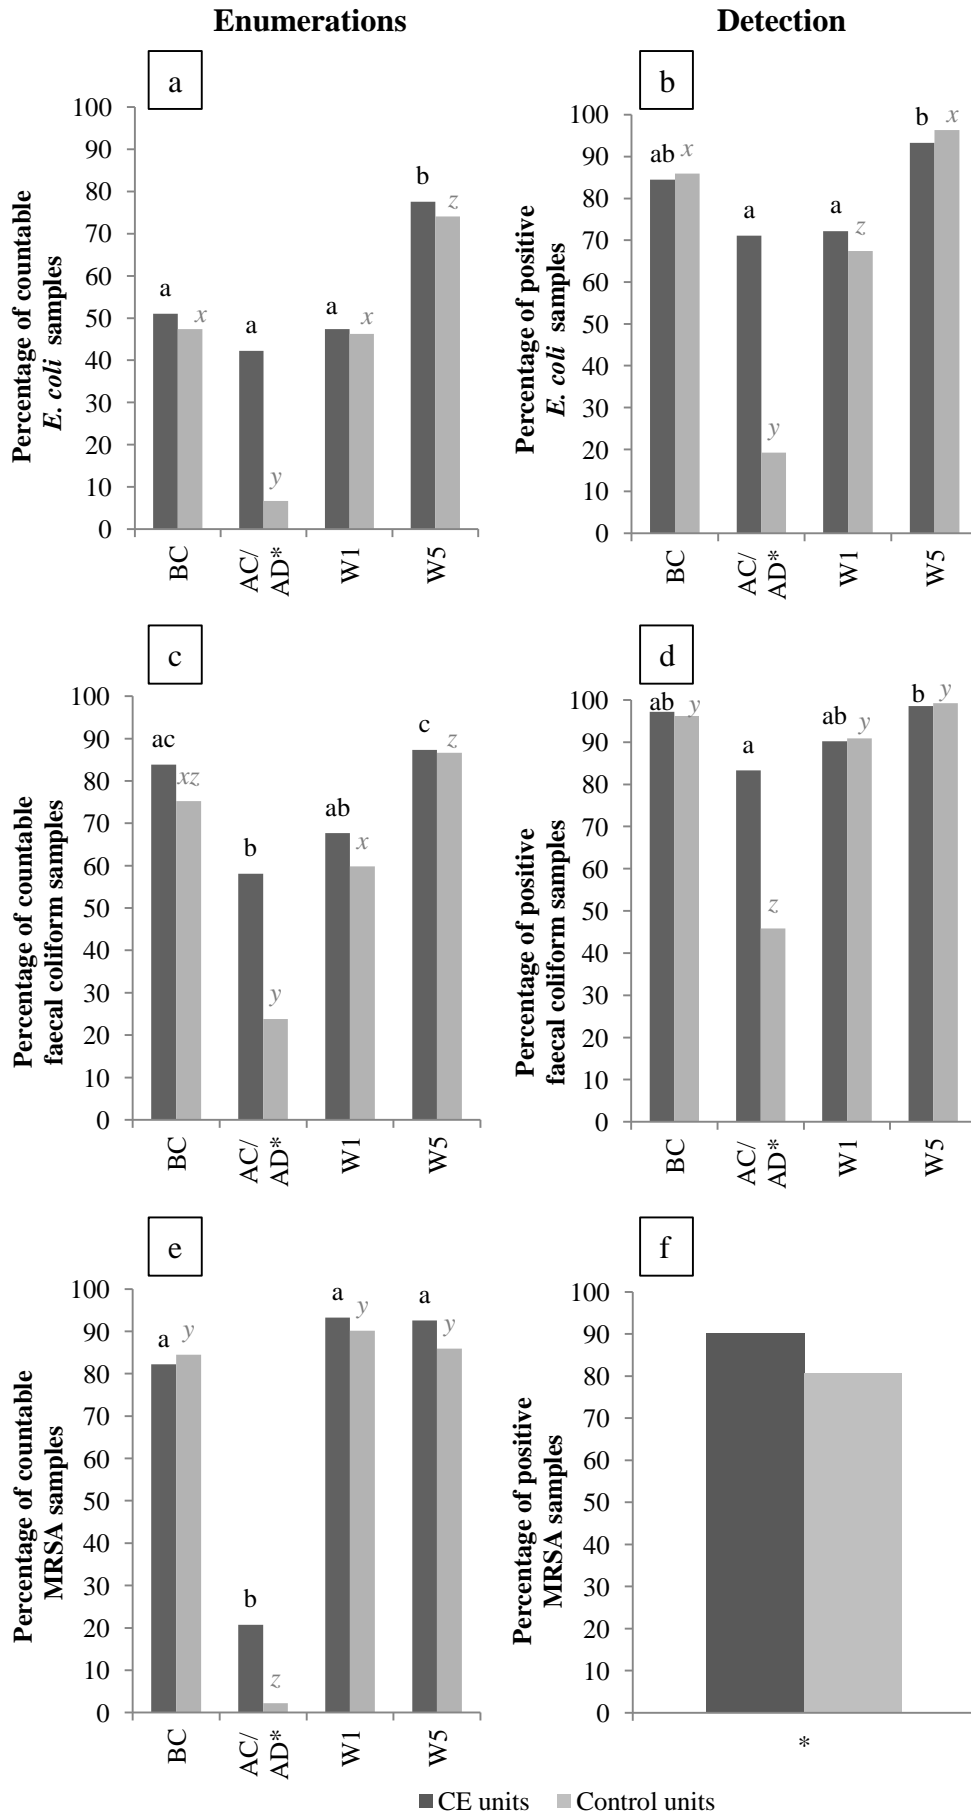 Enumerations
Detection
a
Percentage of countable
E. coli samples
100
90
80
70
60
50
40
30
20
10
0
a
x
a
y
a
x
b
z
BC
AC/
AD*
W1
W5
b
Percentage of positive
E. coli samples
100
90
80
70
60
50
40
30
20
10
0
ab
x
a
y
a
z
b
x
BC
AC/
AD*
W1
W5
c
Percentage of countable
faecal coliform samples
100
90
80
70
60
50
40
30
20
10
0
ac
xz
b
y
ab
x
c
z
BC
AC/
AD*
W1
W5
d
Percentage of positive
faecal coliform samples
100
90
80
70
60
50
40
30
20
10
0
ab
y
a
z
ab
y
b
y
BC
AC/
AD*
W1
W5
e
Percentage of countable
MRSA samples
100
90
80
70
60
50
40
30
20
10
0
a
y
b
z
a
y
a
y
BC
AC/
AD*
W1
W5
f
Percentage of positive
MRSA samples
100
90
80
70
60
50
40
30
20
10
0
*
CE units
Control units